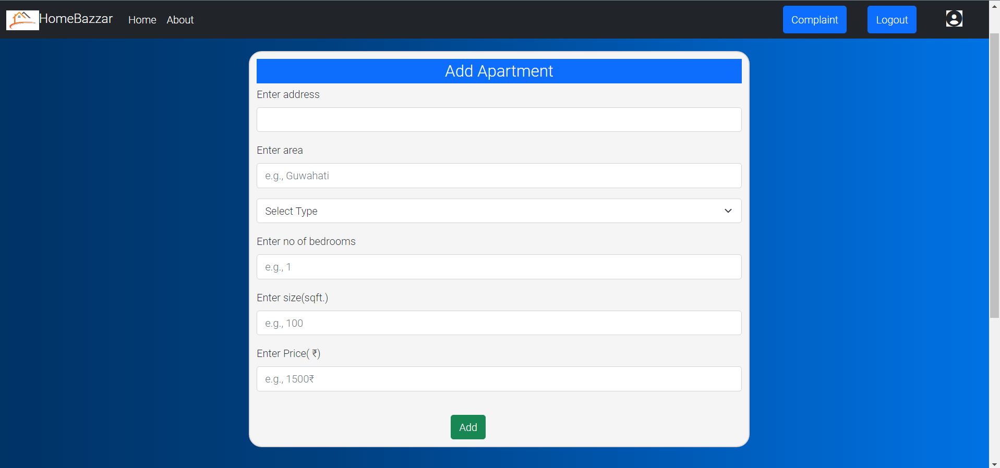 HomeBazzar Home About Complaint Logout
Add Apartment
Enter address
Enter area
e.g., Guwahati
Select Type
Enter no of bedrooms
e.g., 1
Enter size(sqft.)
e.g., 100
Enter Price( ₹)
e.g., 1500₹
Add